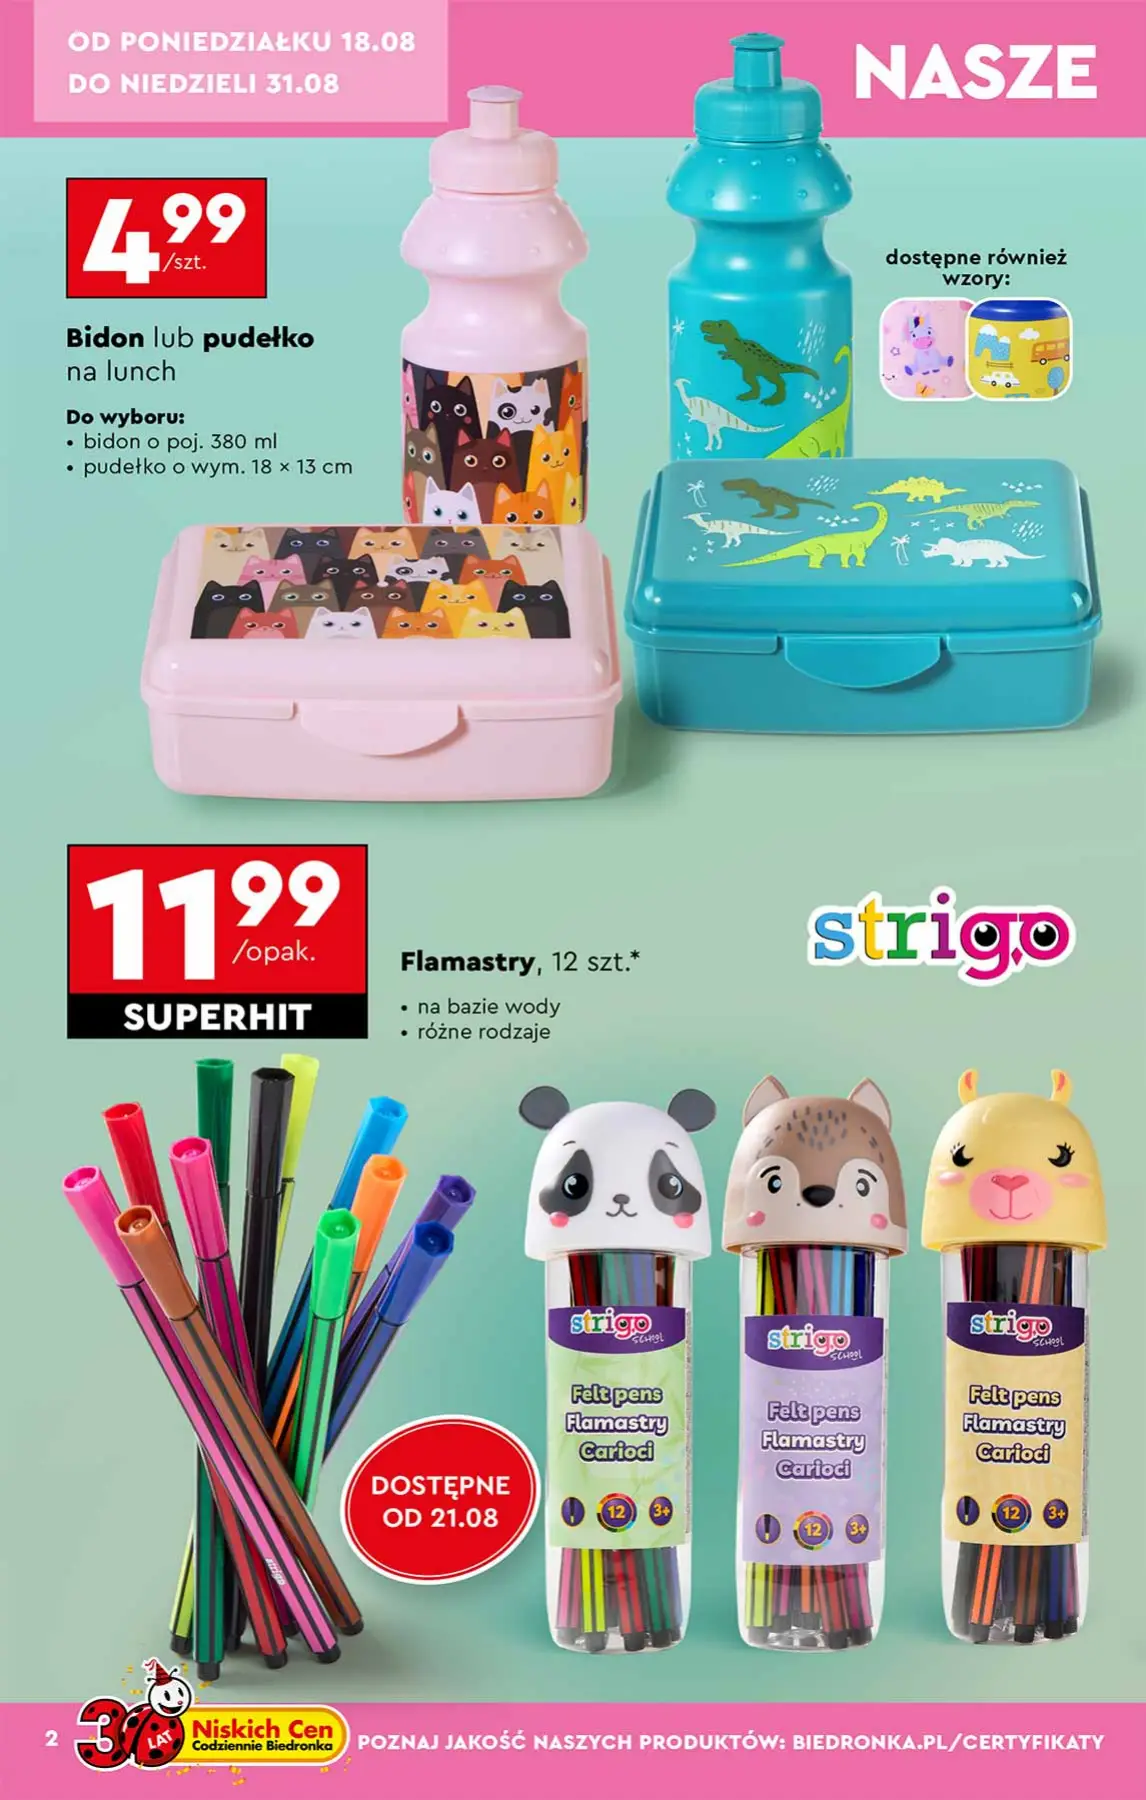 OD PONIEDZIAŁKU 18.08
DO NIEDZIELI 31.08
NASZE
4.99
/szt.
Bidon lub pudełko
na lunch
Do wyboru:
• bidon o poj. 380 ml
• pudełko o wym. 18 × 13 cm
dostępne również
wzory:
11.99
/opak.
SUPERHIT
Flamastry, 12 szt.*
• na bazie wody
• różne rodzaje
strigo
strigo
SCHOOL
Felt pens
Flamastry
Carioci
12
3+
strigo
SCHOOL
Felt pens
Flamastry
Carioci
12
3+
strigo
SCHOOL
Felt pens
Flamastry
Carioci
12
3+
strigo
DOSTĘPNE
OD 21.08
2
30
LAT
Niskich Cen
Codziennie Biedronka
POZNAJ JAKOŚĆ NASZYCH PRODUKTÓW: BIEDRONKA.PL/CERTYFIKATY